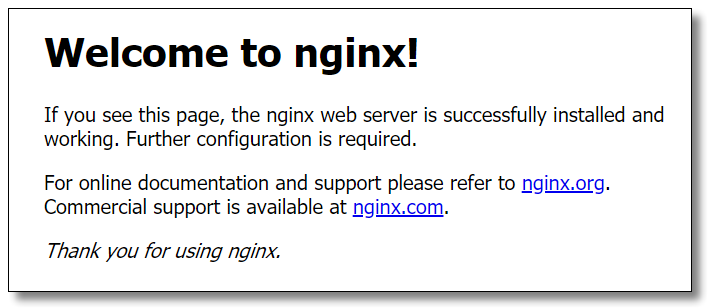 Welcome to nginx!
If you see this page, the nginx web server is successfully installed and
working. Further configuration is required.
For online documentation and support please refer to nginx.org.
Commercial support is available at nginx.com.
Thank you for using nginx.